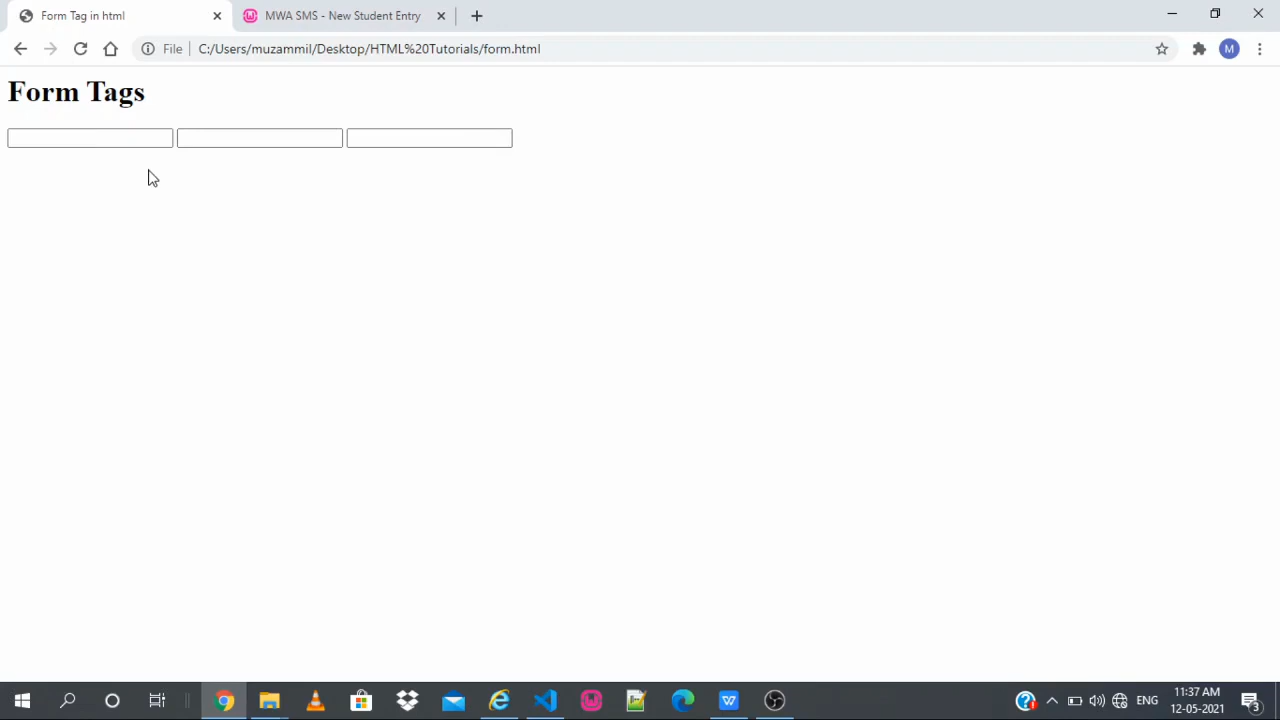 Form Tag in html
MWA SMS - New Student Entry
File
C:/Users/muzammil/Desktop/HTML%20Tutorials/form.html
M
Form Tags
ENG
11:37 AM
12-05-2021
3